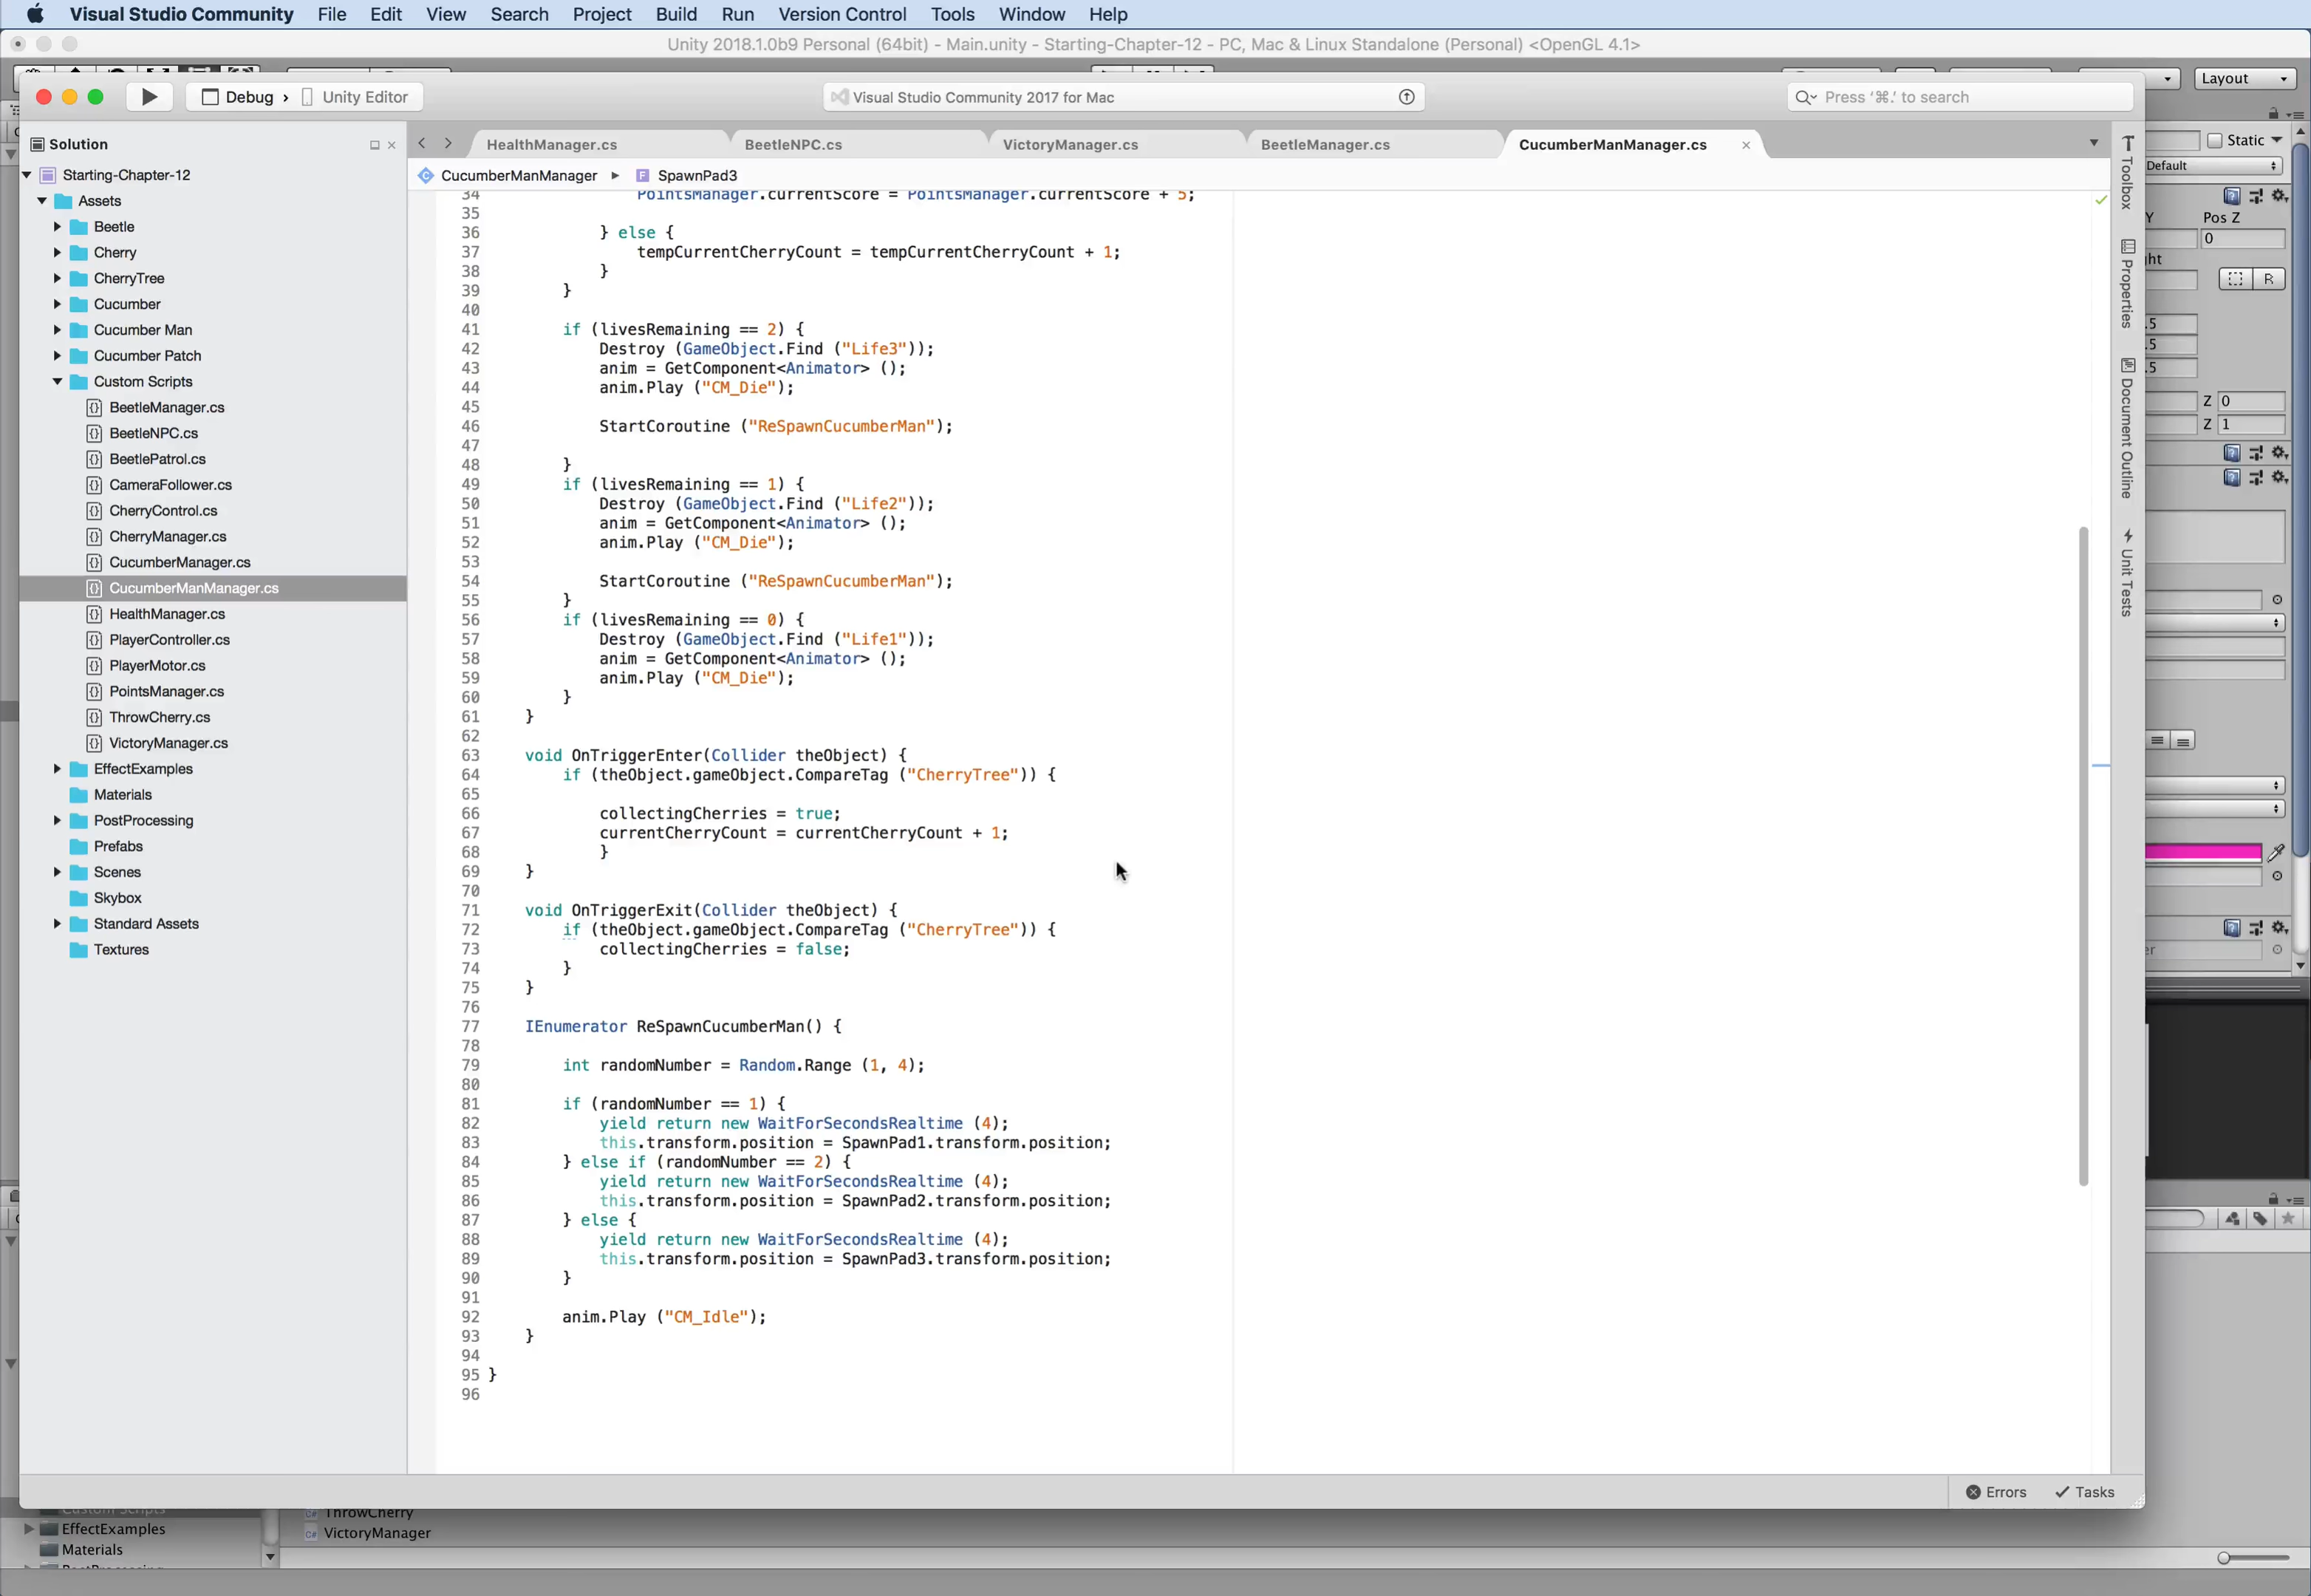 Visual Studio Community File Edit View Search Project Build Run Version Control Tools Window Help
Unity 2018.1.0b9 Personal (64bit) - Main.unity - Starting-Chapter-12 - PC, Mac & Linux Standalone (Personal) <OpenGL 4.1>
Layout
Debug › Unity Editor
Visual Studio Community 2017 for Mac
Press '⌘.' to search
Solution
Starting-Chapter-12
Assets
Beetle
Cherry
CherryTree
Cucumber
Cucumber Man
Cucumber Patch
Custom Scripts
BeetleManager.cs
BeetleNPC.cs
BeetlePatrol.cs
CameraFollower.cs
CherryControl.cs
CherryManager.cs
CucumberManager.cs
CucumberManManager.cs
HealthManager.cs
PlayerController.cs
PlayerMotor.cs
PointsManager.cs
ThrowCherry.cs
VictoryManager.cs
EffectExamples
Materials
PostProcessing
Prefabs
Scenes
Skybox
Standard Assets
Textures
HealthManager.cs BeetleNPC.cs VictoryManager.cs BeetleManager.cs CucumberManManager.cs
CucumberManManager SpawnPad3
34 PointsManager.currentScore = PointsManager.currentScore + 5;
35
36 } else {
37 tempCurrentCherryCount = tempCurrentCherryCount + 1;
38 }
39 }
40
41 if (livesRemaining == 2) {
42 Destroy (GameObject.Find ("Life3"));
43 anim = GetComponent<Animator> ();
44 anim.Play ("CM_Die");
45
46 StartCoroutine ("ReSpawnCucumberMan");
47
48 }
49 if (livesRemaining == 1) {
50 Destroy (GameObject.Find ("Life2"));
51 anim = GetComponent<Animator> ();
52 anim.Play ("CM_Die");
53
54 StartCoroutine ("ReSpawnCucumberMan");
55 }
56 if (livesRemaining == 0) {
57 Destroy (GameObject.Find ("Life1"));
58 anim = GetComponent<Animator> ();
59 anim.Play ("CM_Die");
60 }
61 }
62
63 void OnTriggerEnter(Collider theObject) {
64 if (theObject.gameObject.CompareTag ("CherryTree")) {
65
66 collectingCherries = true;
67 currentCherryCount = currentCherryCount + 1;
68 }
69 }
70
71 void OnTriggerExit(Collider theObject) {
72 if (theObject.gameObject.CompareTag ("CherryTree")) {
73 collectingCherries = false;
74 }
75 }
76
77 IEnumerator ReSpawnCucumberMan() {
78
79 int randomNumber = Random.Range (1, 4);
80
81 if (randomNumber == 1) {
82 yield return new WaitForSecondsRealtime (4);
83 this.transform.position = SpawnPad1.transform.position;
84 } else if (randomNumber == 2) {
85 yield return new WaitForSecondsRealtime (4);
86 this.transform.position = SpawnPad2.transform.position;
87 } else {
88 yield return new WaitForSecondsRealtime (4);
89 this.transform.position = SpawnPad3.transform.position;
90 }
91
92 anim.Play ("CM_Idle");
93 }
94
95 }
96
Toolbox
Properties
Document Outline
Unit Tests
Static
Default
Y Pos Z
0
ht
R
.5
.5
.5
Z 0
Z 1
er
Errors Tasks
Custom Scripts
EffectExamples
Materials
ThrowCherry
VictoryManager